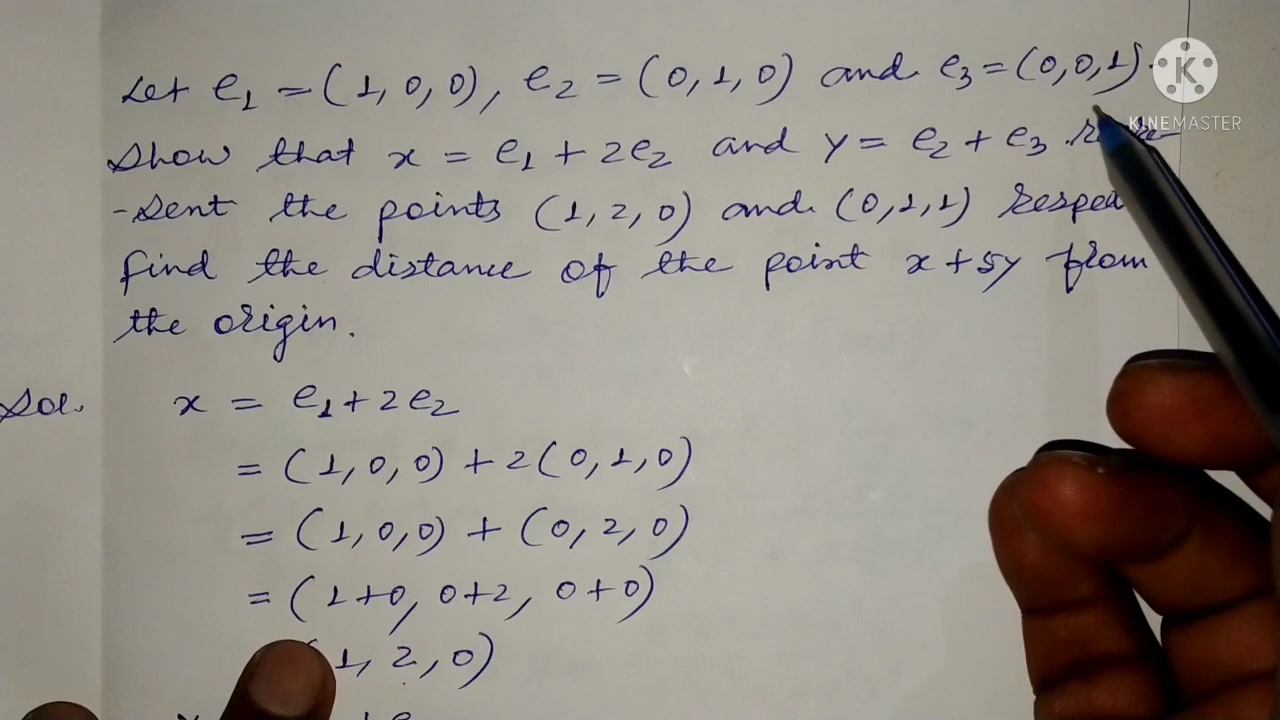 Let e₁ = (1, 0, 0), e₂ = (0, 1, 0) and e₃ = (0, 0, 1).
K
KINEMASTER
Show that x = e₁ + 2e₂ and y = e₂ + e₃
-sent the points (1, 2, 0) and (0, 1, 1)
find the distance of the point x + 5y from
the origin.
Sol. x = e₁ + 2e₂
= (1, 0, 0) + 2(0, 1, 0)
= (1, 0, 0) + (0, 2, 0)
= (1+0, 0+2, 0+0)
1, 2, 0)